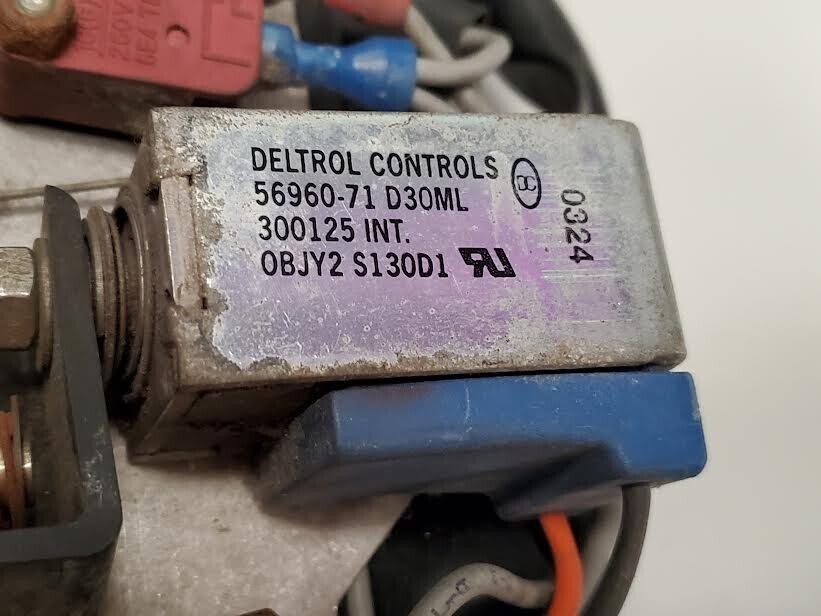 DELTROL CONTROLS
56960-71 D30ML
300125 INT.
OBJY2 S130D1
0324